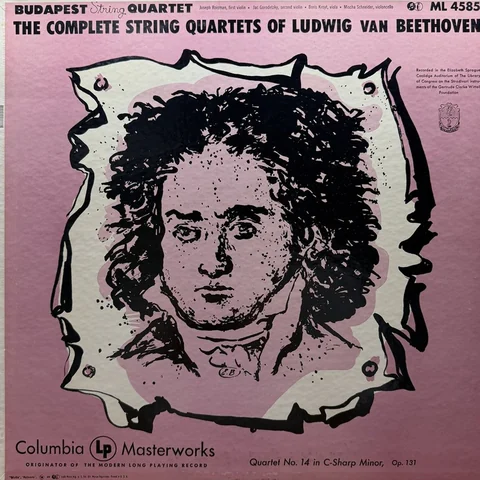 BUDAPEST String QUARTET Joseph Roisman, first violin • Jac Gorodetzky, second violin • Boris Kroyt, viola • Mischa Schneider, violoncello ML 4585
THE COMPLETE STRING QUARTETS OF LUDWIG VAN BEETHOVEN
Recorded in the Elizabeth Sprague
Coolidge Auditorium of The Library
of Congress on the Stradivari instru-
ments of the Gertrude Clarke Whittall
Foundation
Columbia LP Masterworks
ORIGINATOR OF THE MODERN LONG PLAYING RECORD
Quartet No. 14 in C-Sharp Minor, Op. 131